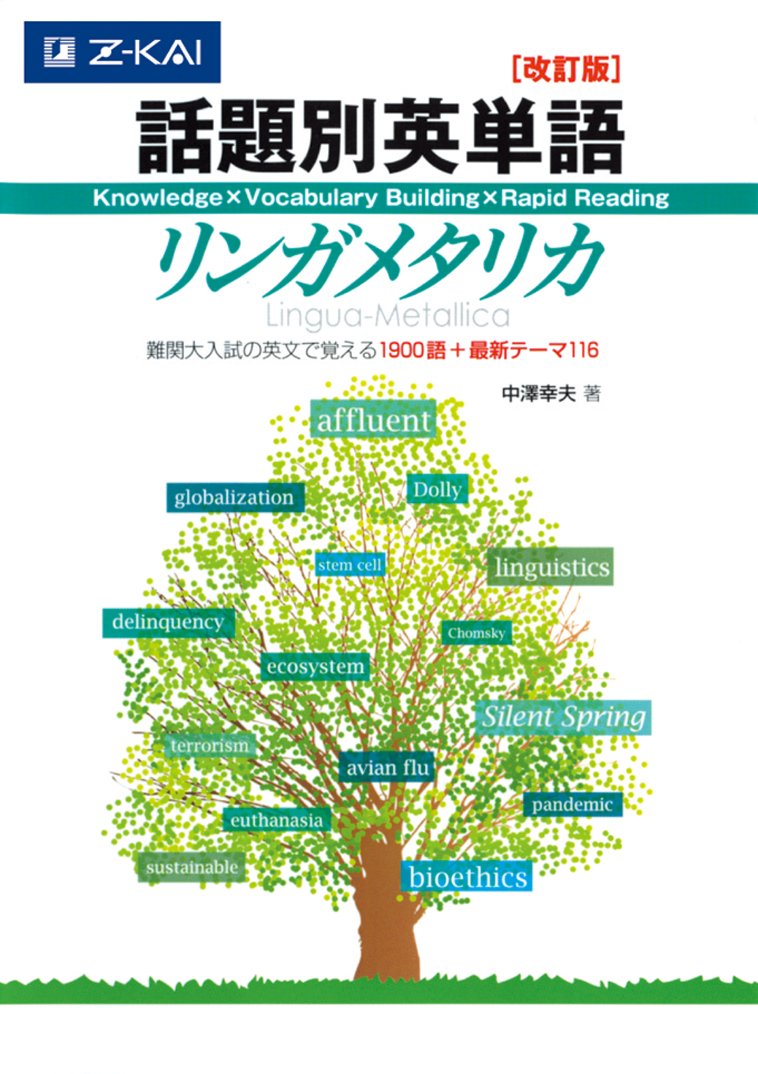 Z-KAI
[改訂版]
話題別英単語
Knowledge×Vocabulary Building×Rapid Reading
リンガメタリカ
Lingua-Metallica
難関大入試の英文で覚える1900語+最新テーマ116
中澤幸夫 著
affluent
globalization
Dolly
stem cell
linguistics
delinquency
Chomsky
ecosystem
Silent Spring
terrorism
avian flu
pandemic
euthanasia
sustainable
bioethics